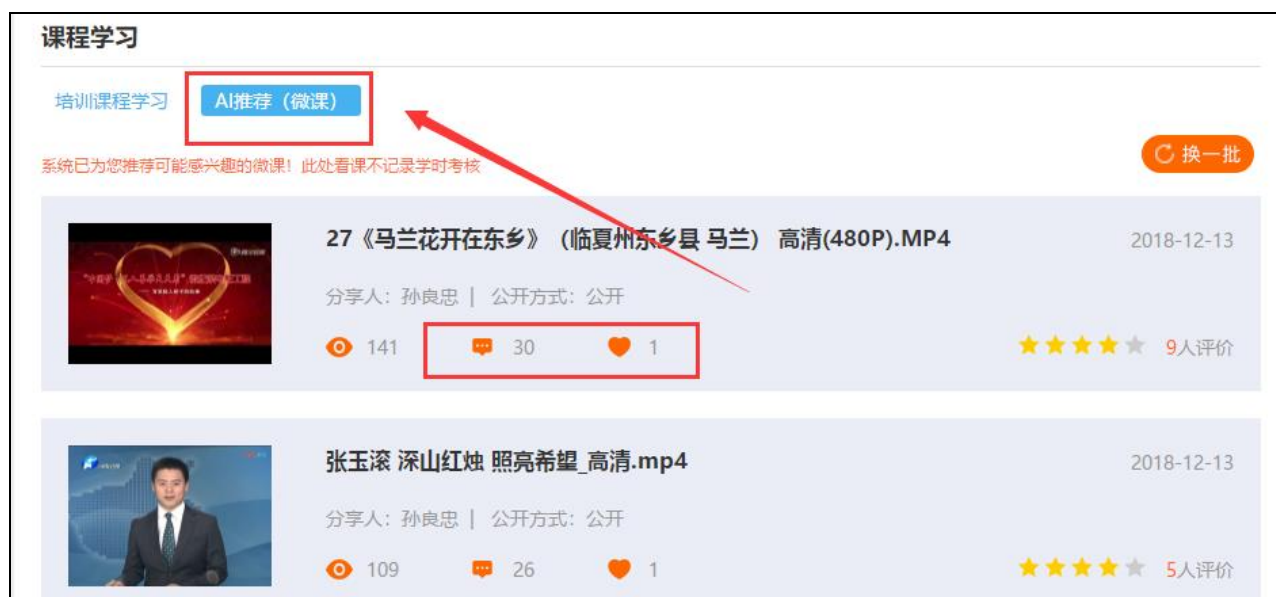 课程学习
培训课程学习 AI推荐（微课）
系统已为您推荐可能感兴趣的微课！此处看课不记录学时考核
换一批
27《马兰花开在东乡》（临夏州东乡县 马兰） 高清(480P).MP4 2018-12-13
分享人：孙良忠 | 公开方式：公开
141 30 1 9人评价
张玉滚 深山红烛 照亮希望_高清.mp4 2018-12-13
分享人：孙良忠 | 公开方式：公开
109 26 1 5人评价